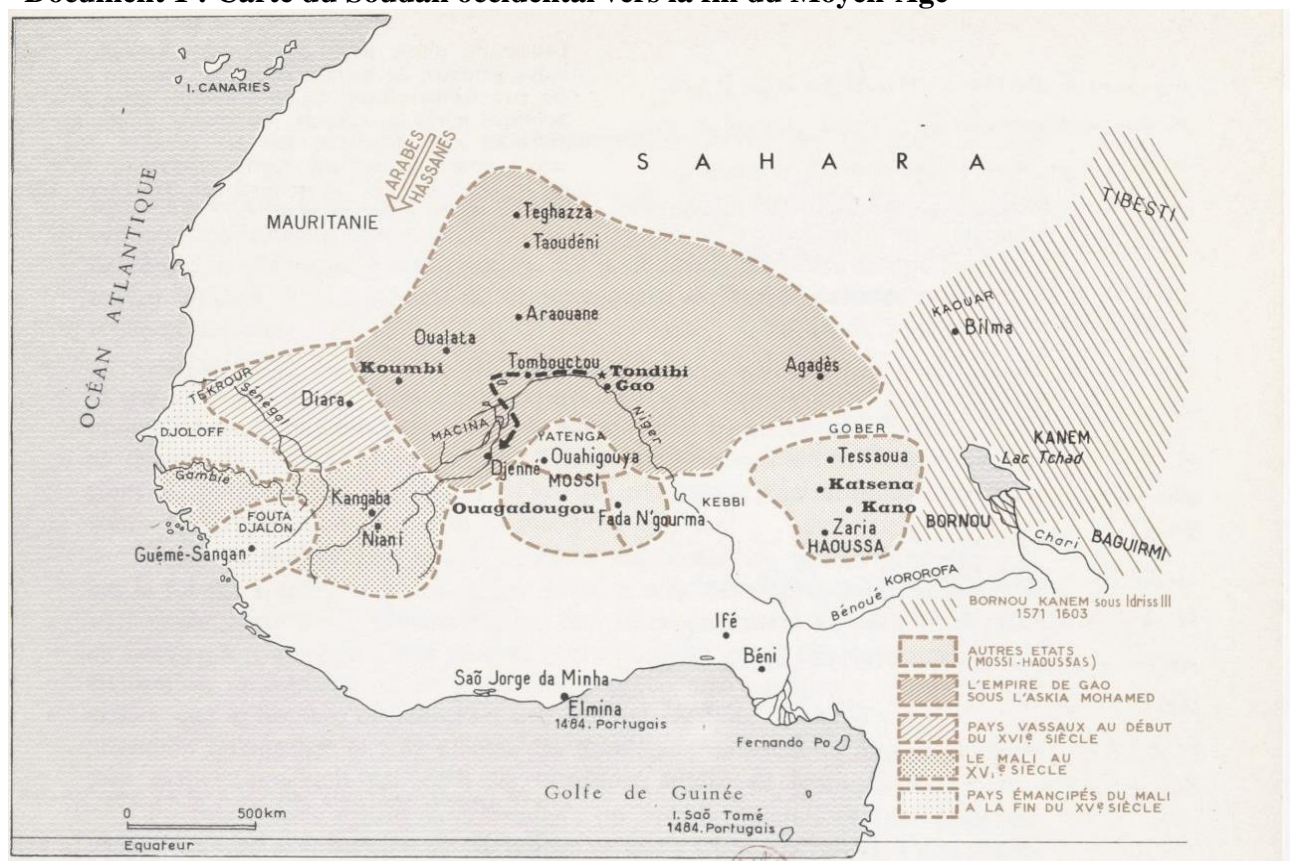 Document 1 : Carte du Soudan occidental vers la fin du Moyen-Âge
I. CANARIES
ARABES
HASSANES
SAHARA
OCÉAN ATLANTIQUE
MAURITANIE
TIBESTI
Teghazza
Taoudéni
KAOUAR
Bilma
Araouane
Oualata
Koumbi
Tombouctou
Tondibi
Gao
Agadès
TEKROUR
Sénégal
Diara
MACINA
Niger
DJOLOFF
YATENGA
Ouahigouya
GOBER
Tessaoua
KANEM
Lac Tchad
Djenné
MOSSI
Katsena
Gambie
Kangaba
Ouagadougou
Fada N'gourma
KEBBI
Kano
FOUTA
DJALON
Niani
Zaria
HAOUSSA
BORNOU
Chari
BAGUIRMI
Guémé-Sangan
KOROROFA
Bénoué
BORNOU KANEM sous Idriss III
1571 1603
Ifé
Béni
AUTRES ETATS
(MOSSI-HAOUSSAS)
L'EMPIRE DE GAO
SOUS L'ASKIA MOHAMED
Saõ Jorge da Minha
Elmina
1484. Portugais
PAYS VASSAUX AU DÉBUT
DU XVIe SIÈCLE
Fernando Po
LE MALI AU
XVIe SIECLE
Golfe de Guinée
PAYS ÉMANCIPÉS DU MALI
A LA FIN DU XVe SIÈCLE
0 500km
I. Saõ Tomé
1484. Portugais
Equateur